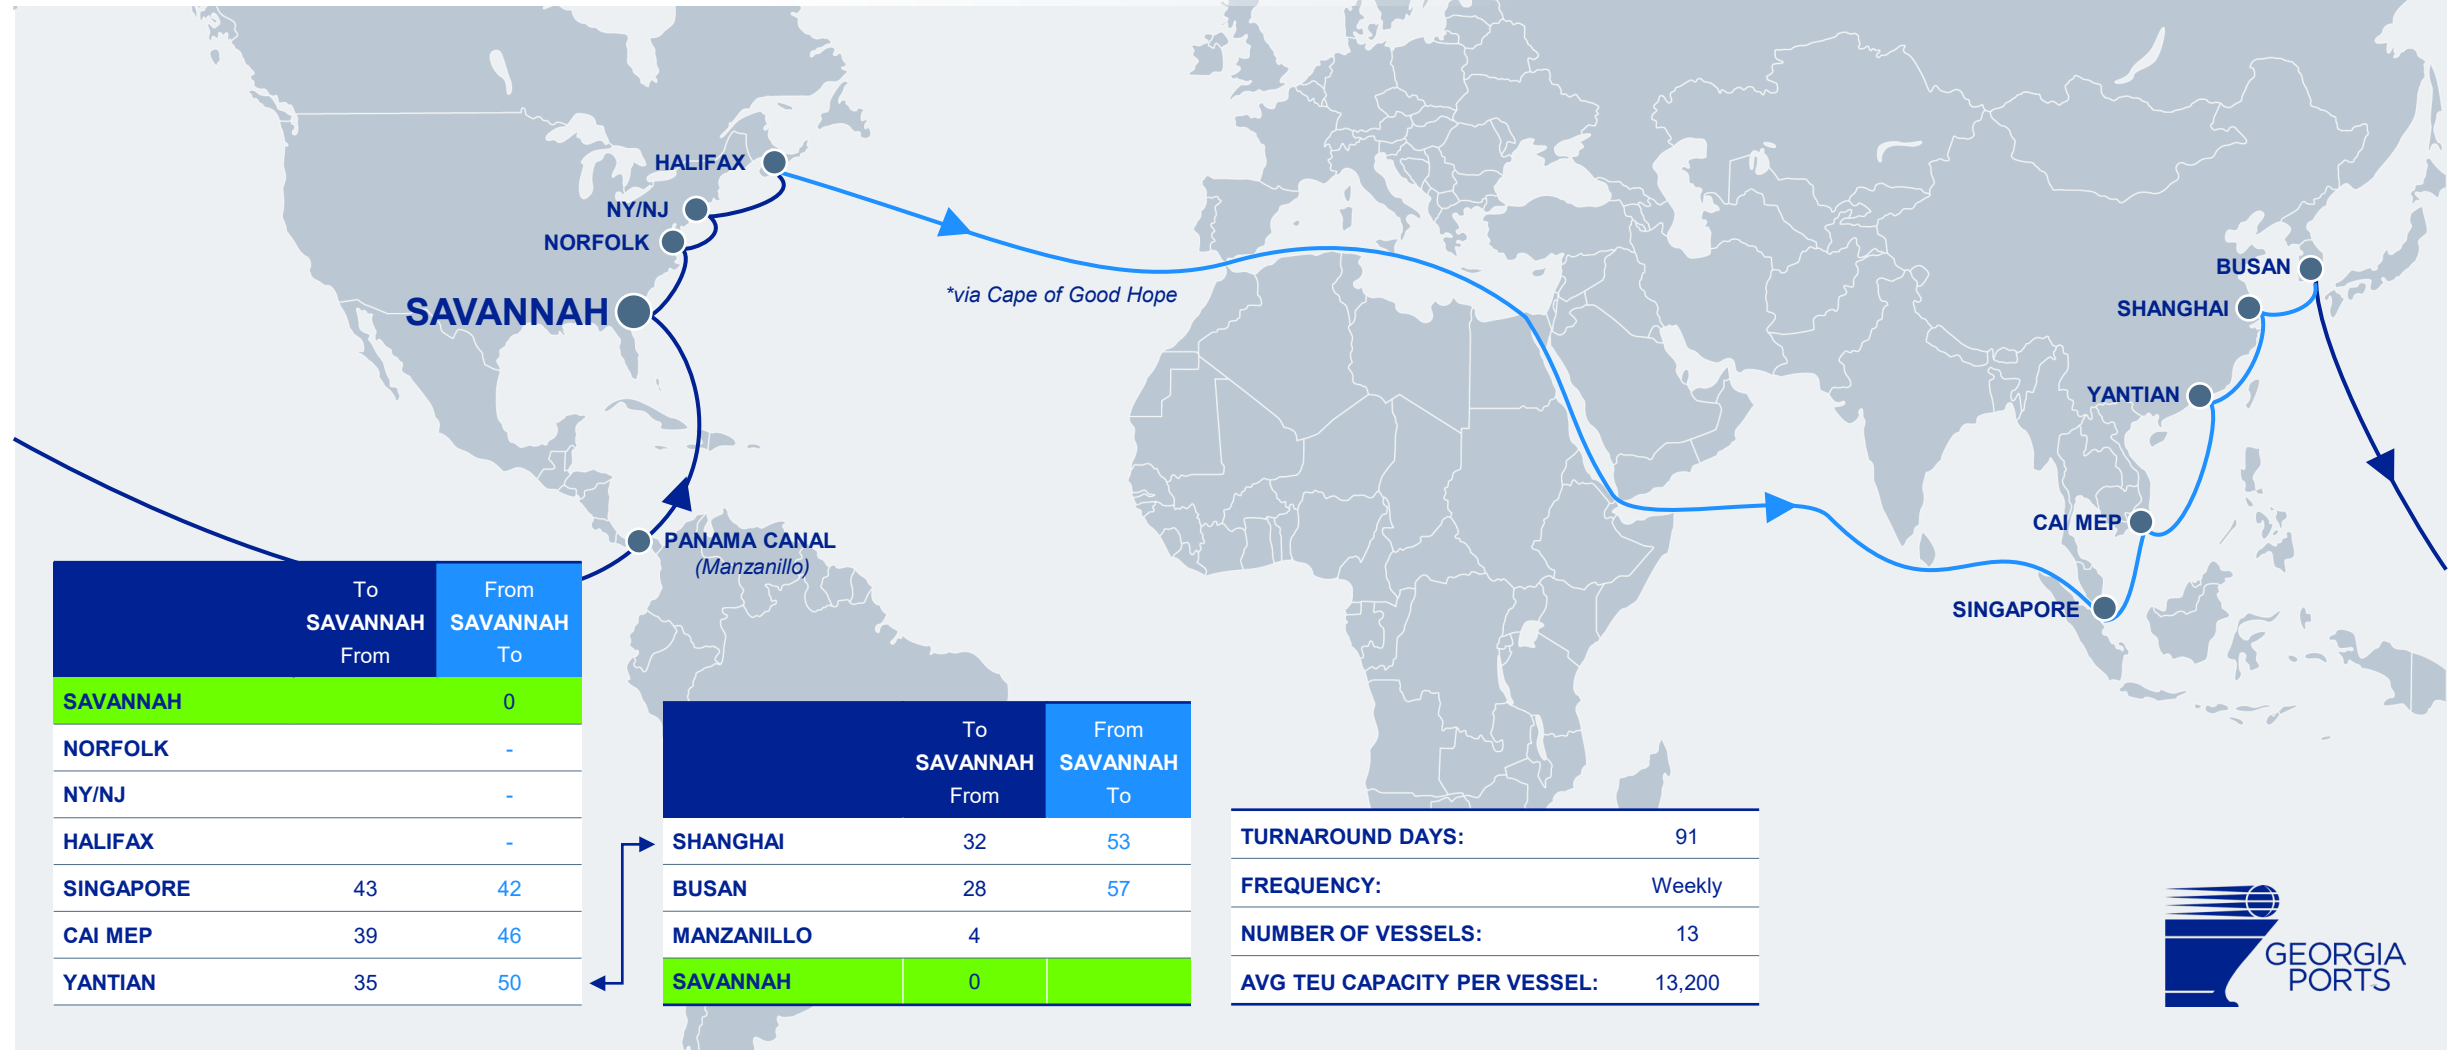 HALIFAX
NY/NJ
NORFOLK
SAVANNAH
*via Cape of Good Hope
BUSAN
SHANGHAI
YANTIAN
CAI MEP
SINGAPORE
PANAMA CANAL
(Manzanillo)
To From
SAVANNAH SAVANNAH
From To
SAVANNAH 0
NORFOLK -
NY/NJ -
HALIFAX -
SINGAPORE 43 42
CAI MEP 39 46
YANTIAN 35 50
To From
SAVANNAH SAVANNAH
From To
SHANGHAI 32 53
BUSAN 28 57
MANZANILLO 4
SAVANNAH 0
TURNAROUND DAYS: 91
FREQUENCY: Weekly
NUMBER OF VESSELS: 13
AVG TEU CAPACITY PER VESSEL: 13,200
GEORGIA
PORTS